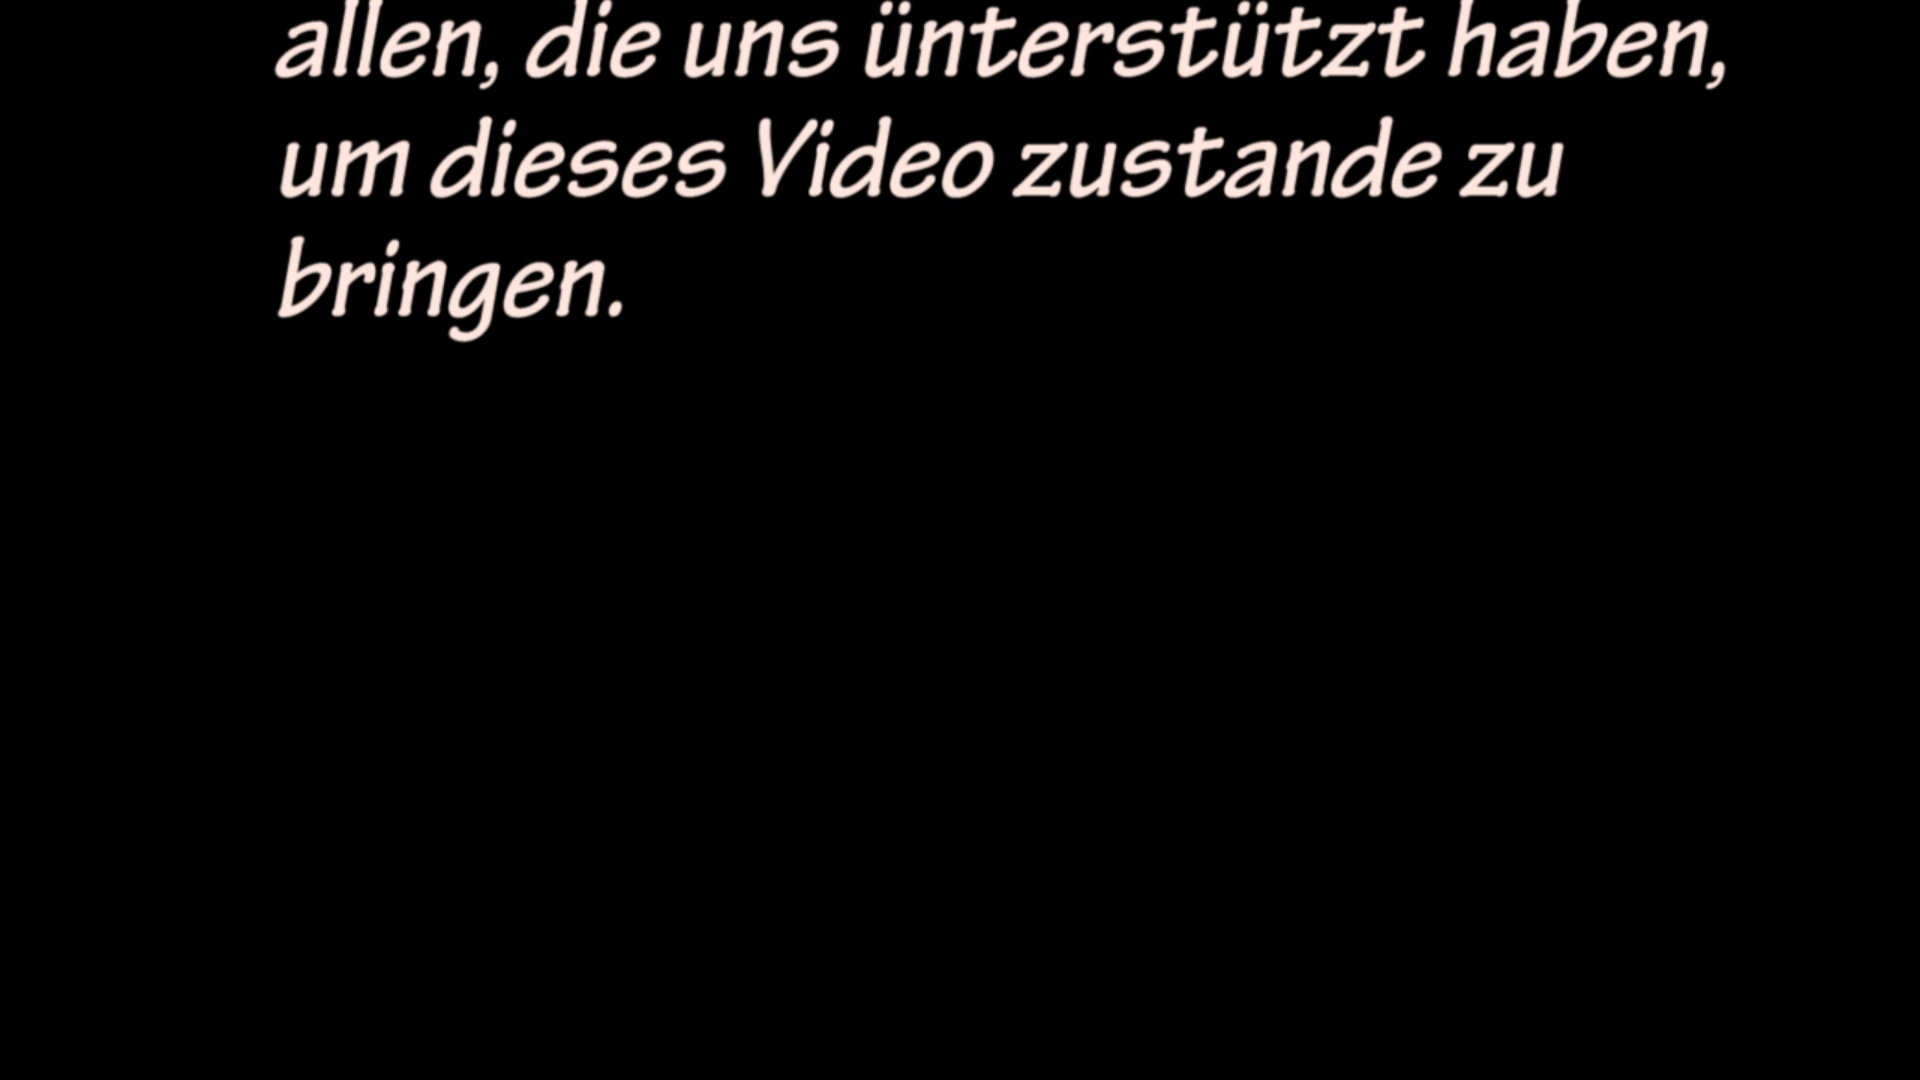 allen, die uns ünterstützt haben,
um dieses Video zustande zu
bringen.